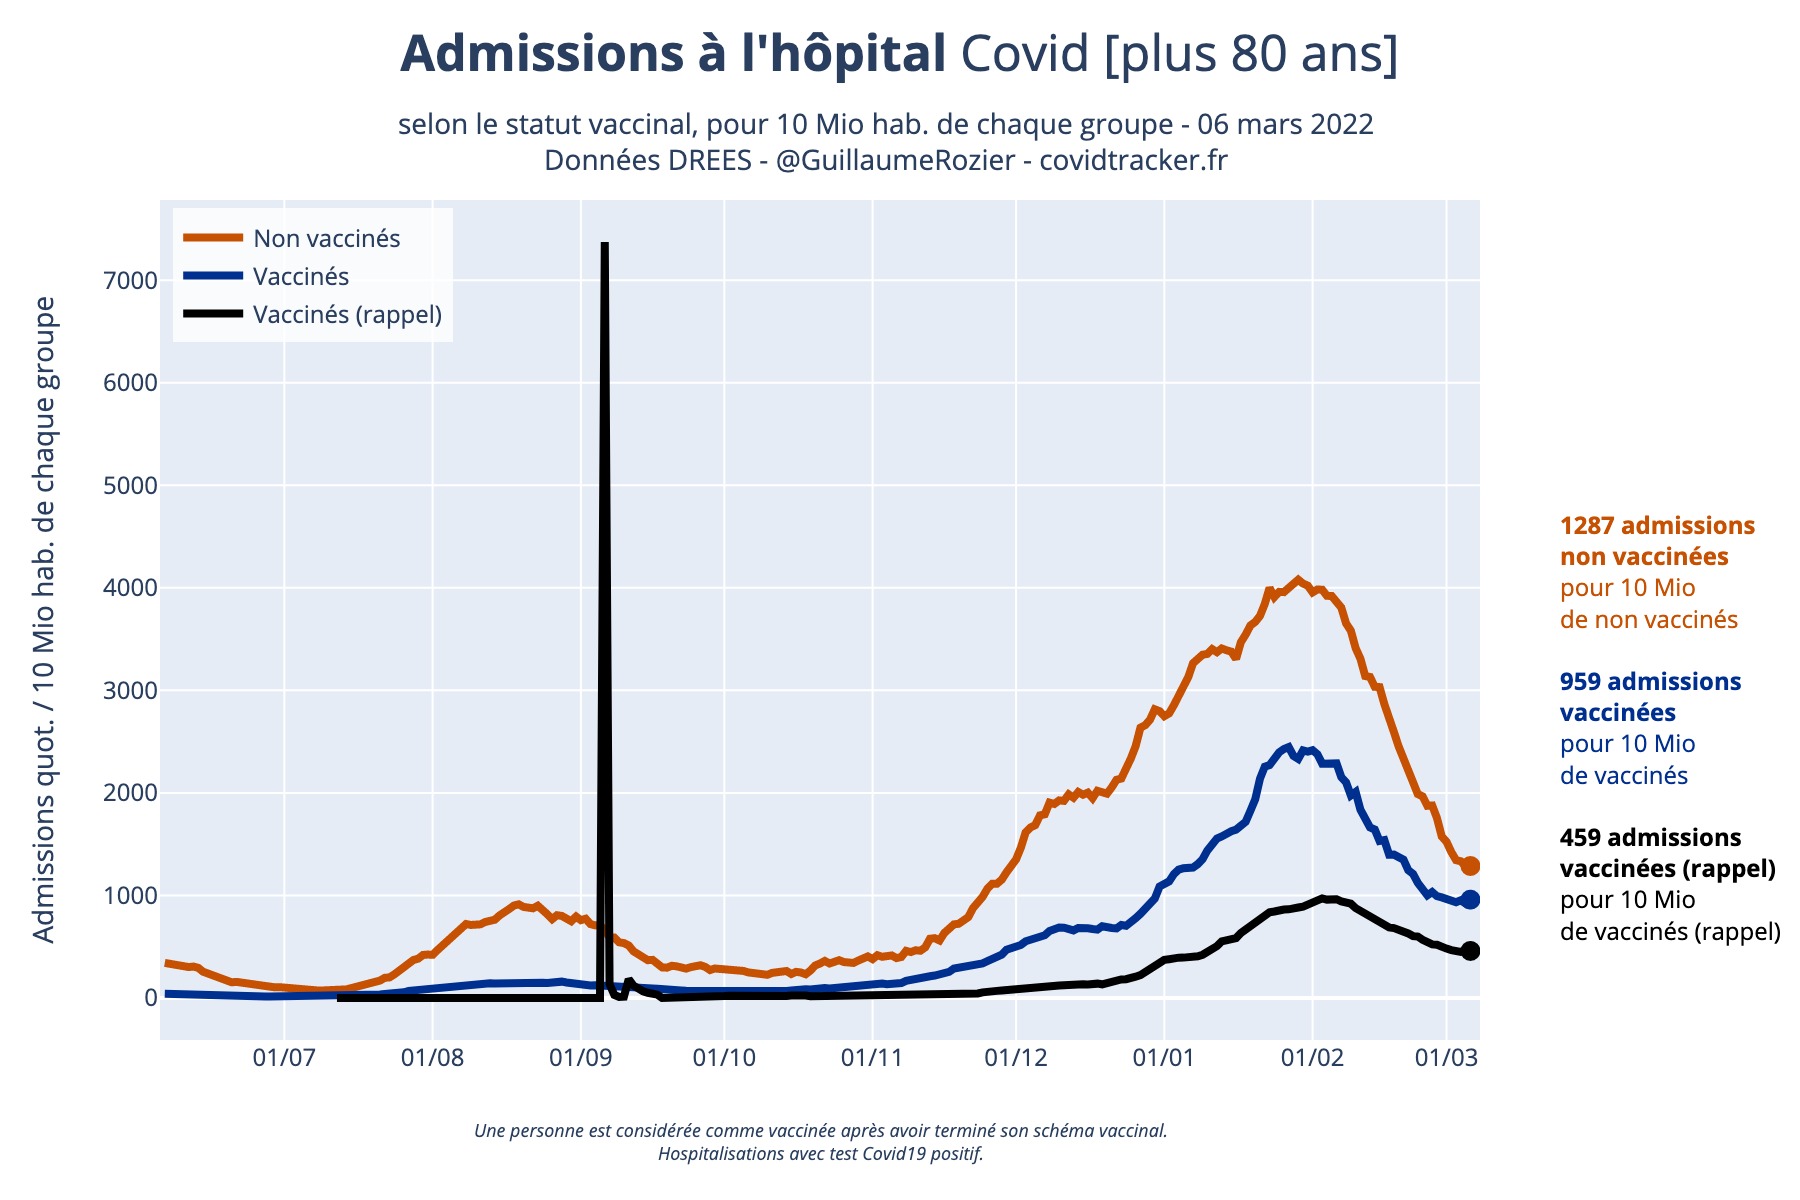 Admissions à l'hôpital Covid [plus 80 ans]
selon le statut vaccinal, pour 10 Mio hab. de chaque groupe - 06 mars 2022
Données DREES - @GuillaumeRozier - covidtracker.fr
Non vaccinés
Vaccinés
Vaccinés (rappel)
Admissions quot. / 10 Mio hab. de chaque groupe
7000
6000
5000
4000
3000
2000
1000
0
01/07
01/08
01/09
01/10
01/11
01/12
01/01
01/02
01/03
1287 admissions
non vaccinées
pour 10 Mio
de non vaccinés
959 admissions
vaccinées
pour 10 Mio
de vaccinés
459 admissions
vaccinées (rappel)
pour 10 Mio
de vaccinés (rappel)
Une personne est considérée comme vaccinée après avoir terminé son schéma vaccinal.
Hospitalisations avec test Covid19 positif.